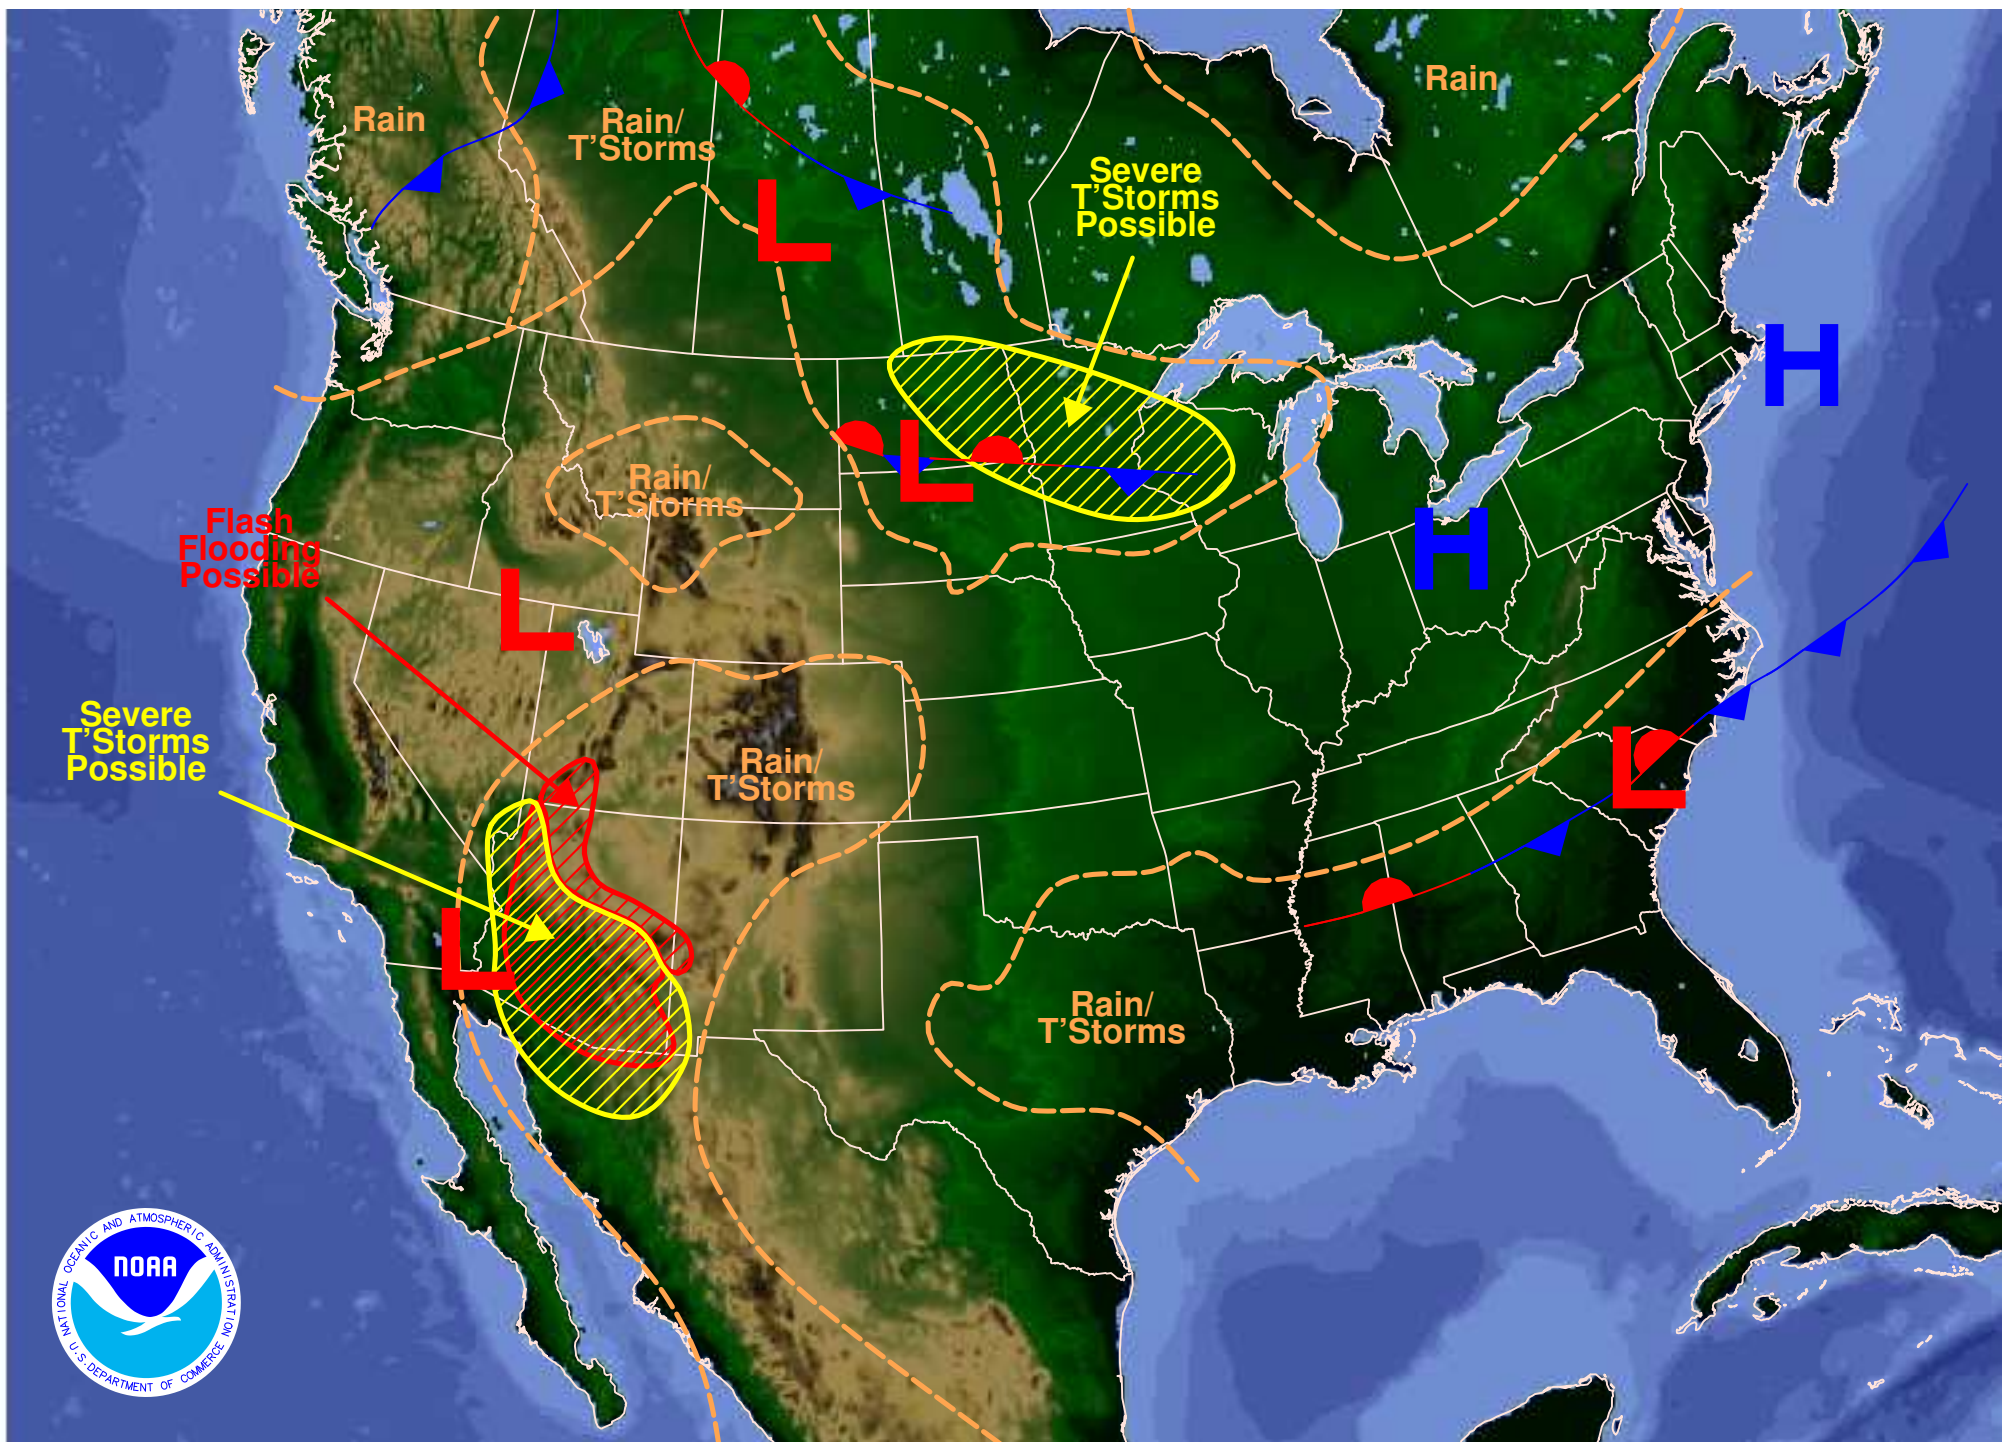 Rain
Rain/
T'Storms
Rain
Severe
T'Storms
Possible
L
H
L
Rain/
T'Storms
Flash
Flooding
Possible
H
L
Severe
T'Storms
Possible
Rain/
T'Storms
L
L
Rain/
T'Storms
NATIONAL OCEANIC AND ATMOSPHERIC ADMINISTRATION
NOAA
U.S. DEPARTMENT OF COMMERCE